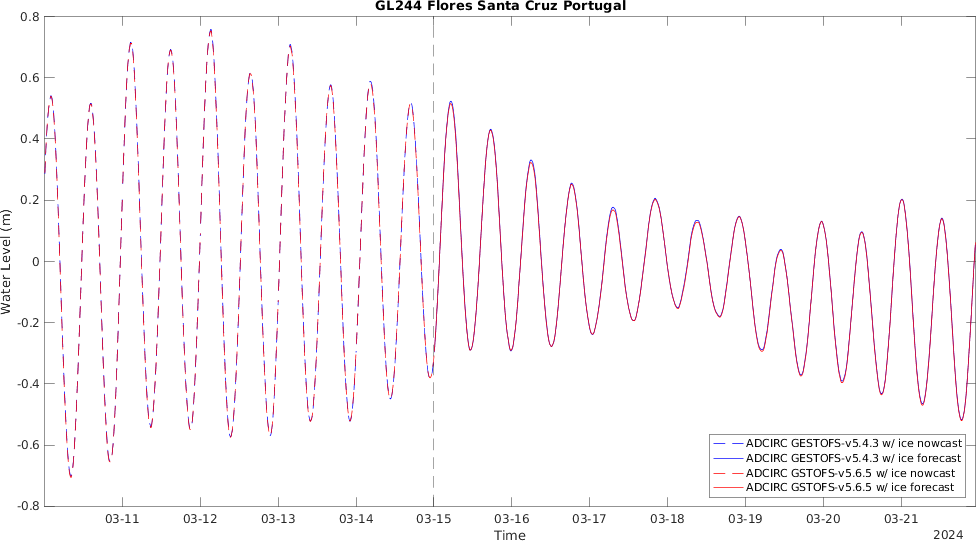 GL244 Flores Santa Cruz Portugal
0.8
0.6
0.4
0.2
0
-0.2
-0.4
-0.6
-0.8
Water Level (m)
ADCIRC GESTOFS-v5.4.3 w/ ice nowcast
ADCIRC GESTOFS-v5.4.3 w/ ice forecast
ADCIRC GSTOFS-v5.6.5 w/ ice nowcast
ADCIRC GSTOFS-v5.6.5 w/ ice forecast
03-11 03-12 03-13 03-14 03-15 03-16 03-17 03-18 03-19 03-20 03-21
Time
2024